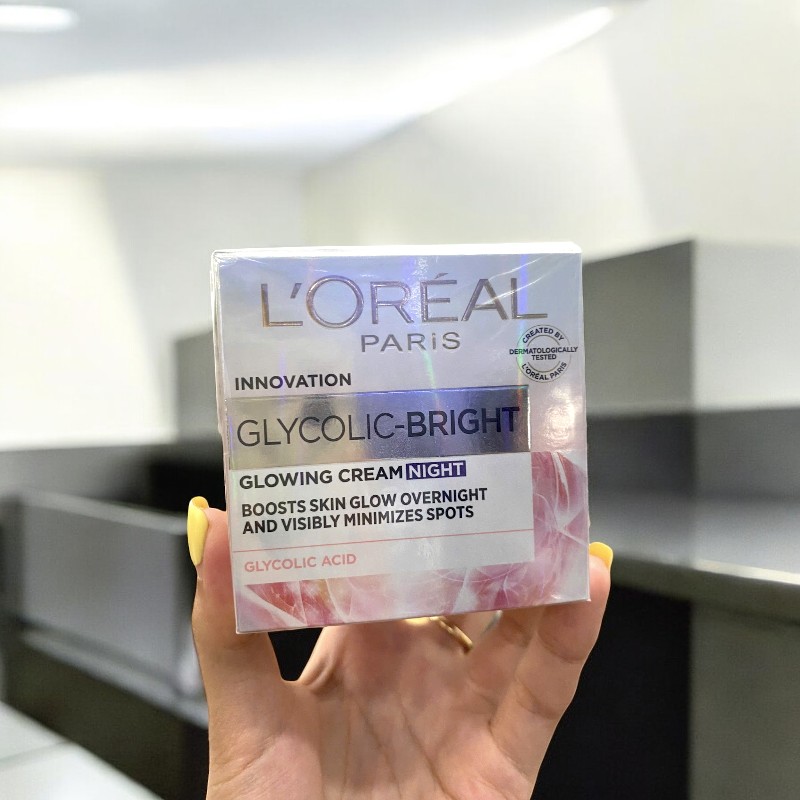 L'ORÉAL
PARiS
CREATED BY
DERMATOLOGICALLY
TESTED
L'ORÉAL PARIS
INNOVATION
GLYCOLIC-BRIGHT
GLOWING CREAM NIGHT
BOOSTS SKIN GLOW OVERNIGHT
AND VISIBLY MINIMIZES SPOTS
GLYCOLIC ACID